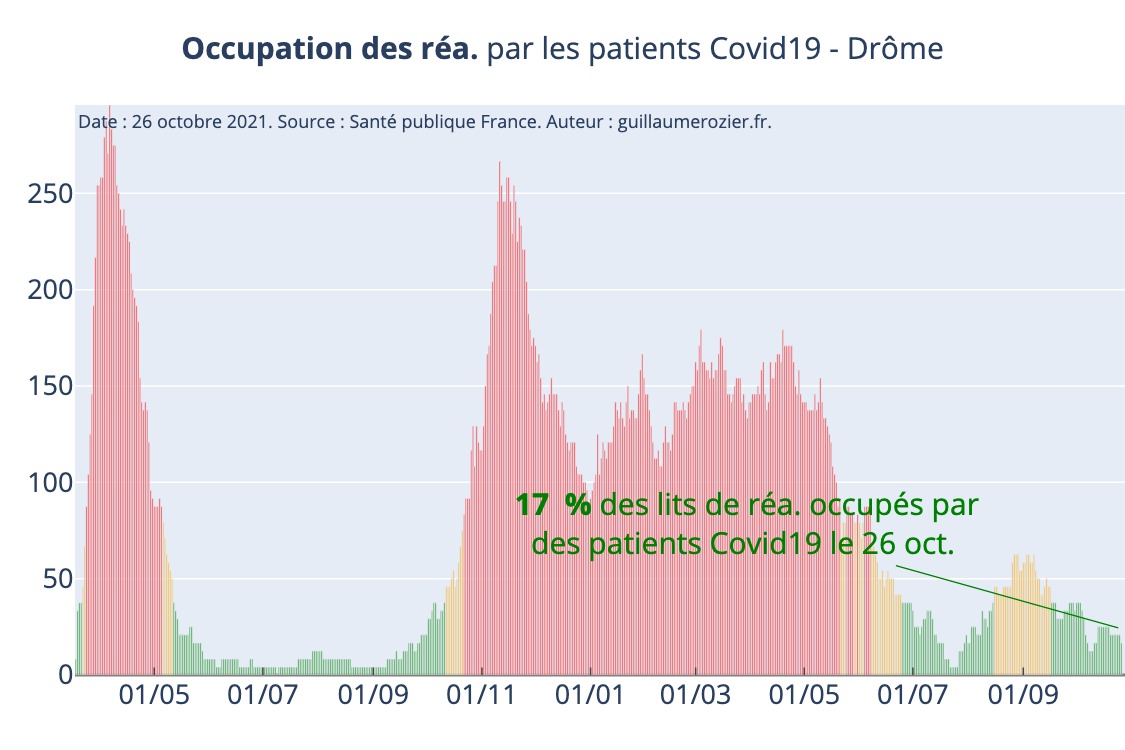 Occupation des réa. par les patients Covid19 - Drôme
Date : 26 octobre 2021. Source : Santé publique France. Auteur : guillaumerozier.fr.
250
200
150
100
50
0
17 % des lits de réa. occupés par
des patients Covid19 le 26 oct.
01/05 01/07 01/09 01/11 01/01 01/03 01/05 01/07 01/09